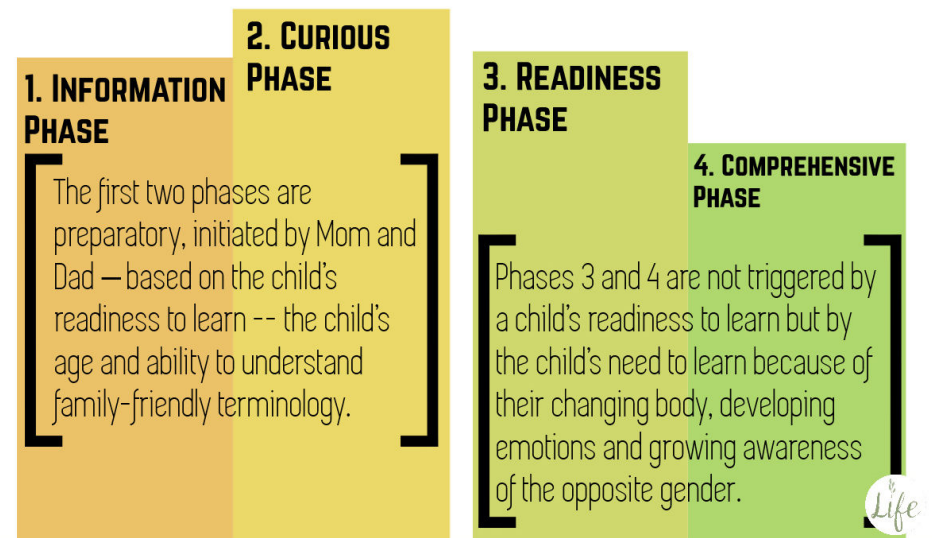 1. INFORMATION
PHASE
2. CURIOUS
PHASE
The first two phases are
preparatory, initiated by Mom and
Dad — based on the child's
readiness to learn -- the child's
age and ability to understand
family-friendly terminology.
3. READINESS
PHASE
4. COMPREHENSIVE
PHASE
Phases 3 and 4 are not triggered by
a child's readiness to learn but by
the child's need to learn because of
their changing body, developing
emotions and growing awareness
of the opposite gender.
Life